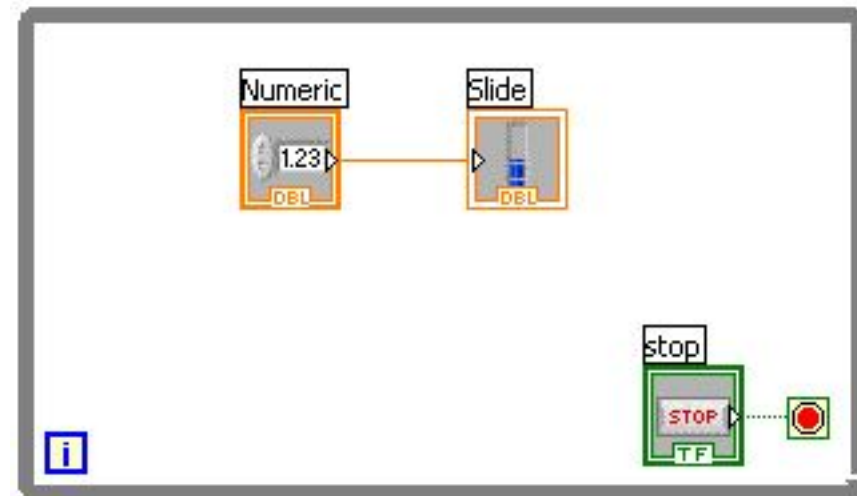 Numeric
Slide
1.23
DBL
DBL
stop
STOP
TF
i